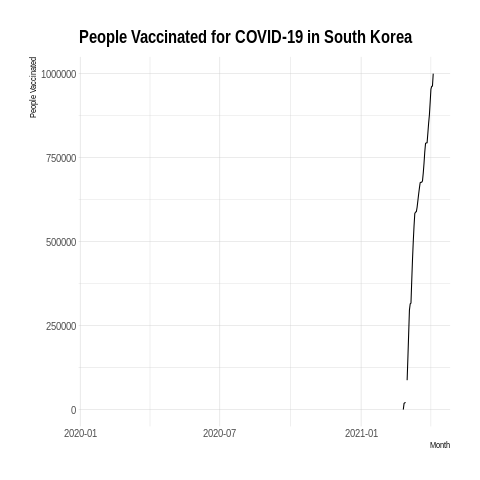 People Vaccinated for COVID-19 in South Korea
People Vaccinated
1000000
750000
500000
250000
0
2020-01
2020-07
2021-01
Month